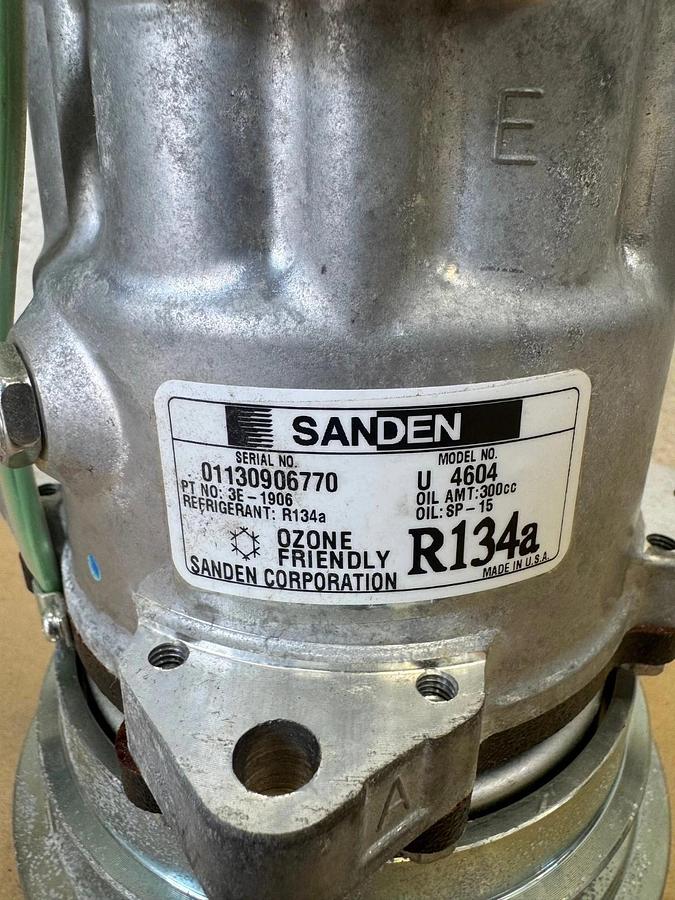 E
SANDEN
SERIAL NO. MODEL NO.
01130906770 U 4604
PT NO: 3E-1906 OIL AMT:300cc
REFRIGERANT: R134a OIL: SP-15
OZONE
FRIENDLY R134a
SANDEN CORPORATION MADE IN U.S.A.
A